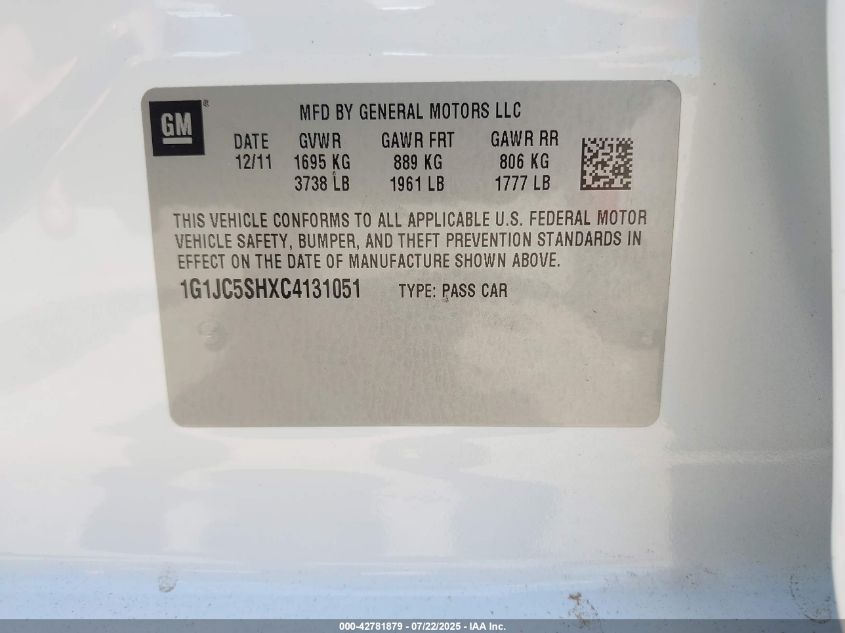 GM®
MFD BY GENERAL MOTORS LLC
DATE GVWR GAWR FRT GAWR RR
12/11 1695 KG 889 KG 806 KG
3738 LB 1961 LB 1777 LB
THIS VEHICLE CONFORMS TO ALL APPLICABLE U.S. FEDERAL MOTOR
VEHICLE SAFETY, BUMPER, AND THEFT PREVENTION STANDARDS IN
EFFECT ON THE DATE OF MANUFACTURE SHOWN ABOVE.
1G1JC5SHXC4131051 TYPE: PASS CAR
000-42781879 - 07/22/2025 - IAA Inc.